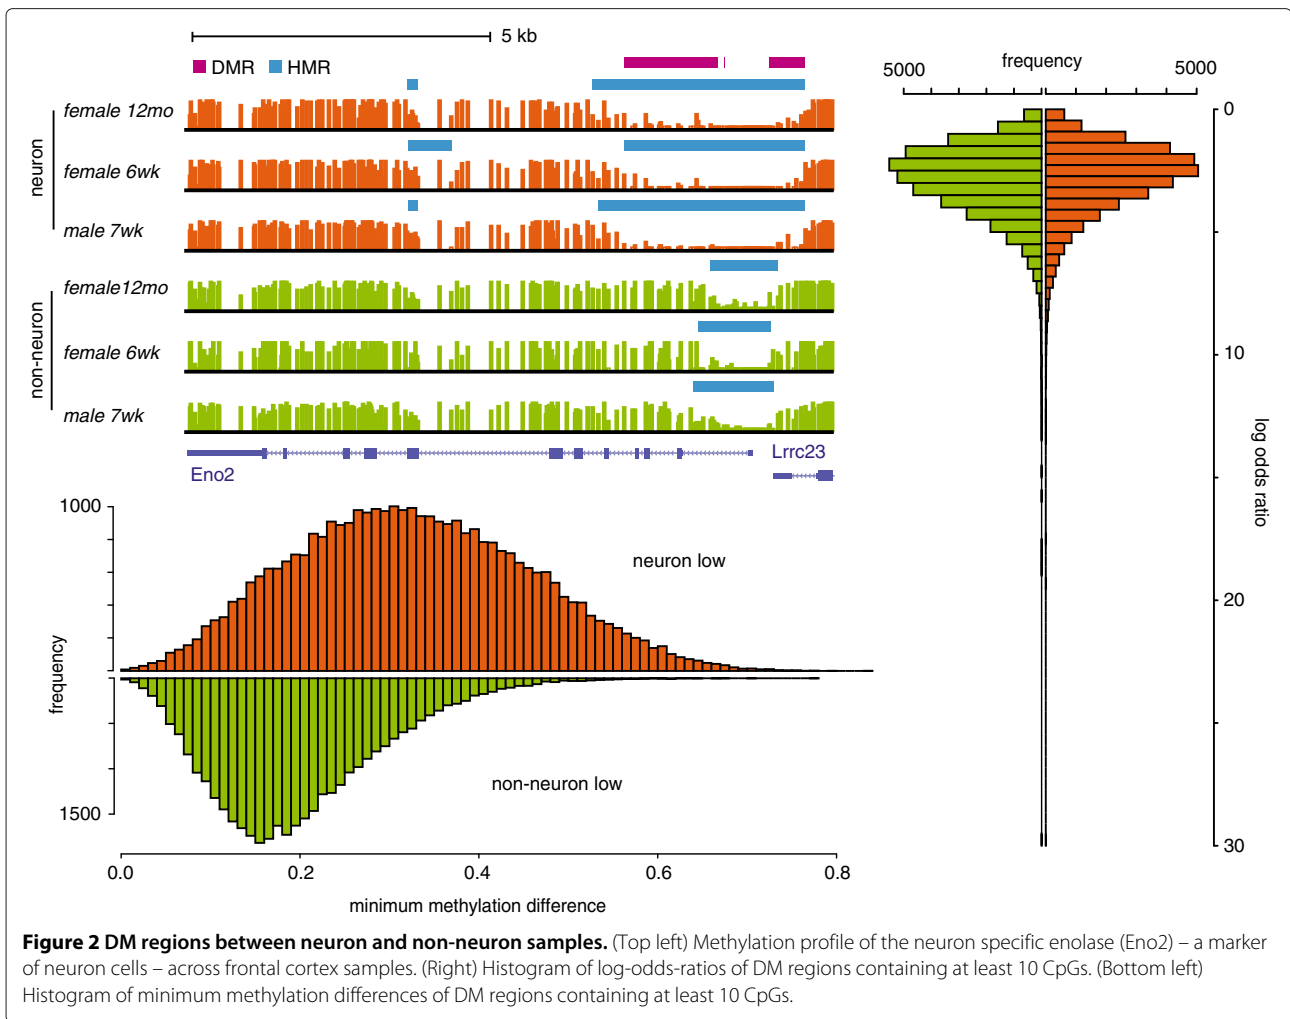 5 kb
DMR HMR
neuron
female 12mo
female 6wk
male 7wk
non-neuron
female12mo
female 6wk
male 7wk
Eno2
Lrrc23
frequency
5000 5000
0
10
20
30
log odds ratio
1000
neuron low
frequency
non-neuron low
1500
0.0 0.2 0.4 0.6 0.8
minimum methylation difference
Figure 2 DM regions between neuron and non-neuron samples. (Top left) Methylation profile of the neuron specific enolase (Eno2) – a marker
of neuron cells – across frontal cortex samples. (Right) Histogram of log-odds-ratios of DM regions containing at least 10 CpGs. (Bottom left)
Histogram of minimum methylation differences of DM regions containing at least 10 CpGs.